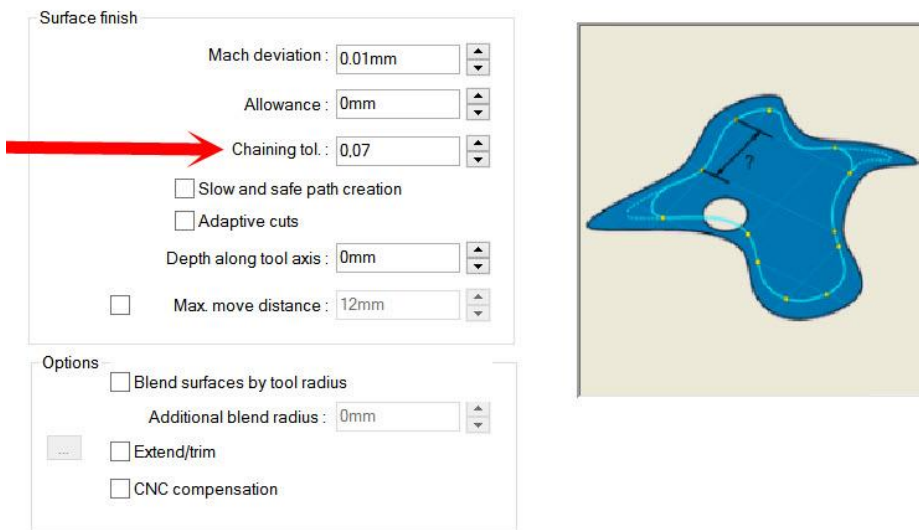 Surface finish
Mach deviation : 0.01mm
Allowance : 0mm
Chaining tol. : 0,07
Slow and safe path creation
Adaptive cuts
Depth along tool axis : 0mm
Max. move distance : 12mm
?
Options
Blend surfaces by tool radius
Additional blend radius : 0mm
... Extend/trim
CNC compensation